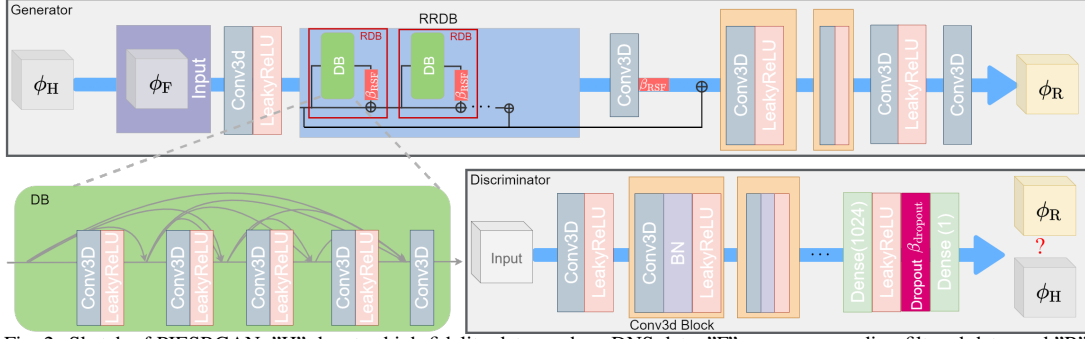 Generator
RRDB
RDB
RDB
ϕH
ϕF
Input
Conv3d
LeakyReLU
DB
βRSF
DB
βRSF
Conv3D
βRSF
Conv3D
LeakyReLU
Conv3D
LeakyReLU
Conv3D
ϕR
DB
Conv3D
LeakyReLU
Conv3D
LeakyReLU
Conv3D
LeakyReLU
Conv3D
LeakyReLU
Conv3D
Discriminator
Input
Conv3D
LeakyReLU
Conv3D
BN
LeakyReLU
Conv3d Block
...
Dense(1024)
LeakyReLU
Dropout βdropout
Dense (1)
ϕR
?
ϕH